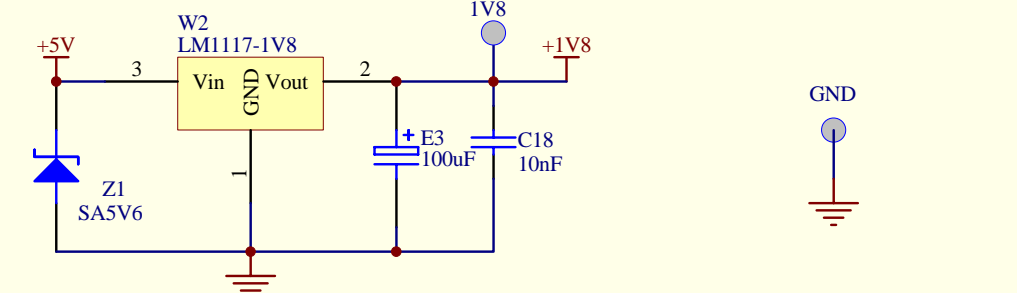 1V8
W2
LM1117-1V8
+5V
+1V8
3
Vin
GND
Vout
2
1
+
E3
100uF
C18
10nF
Z1
SA5V6
GND